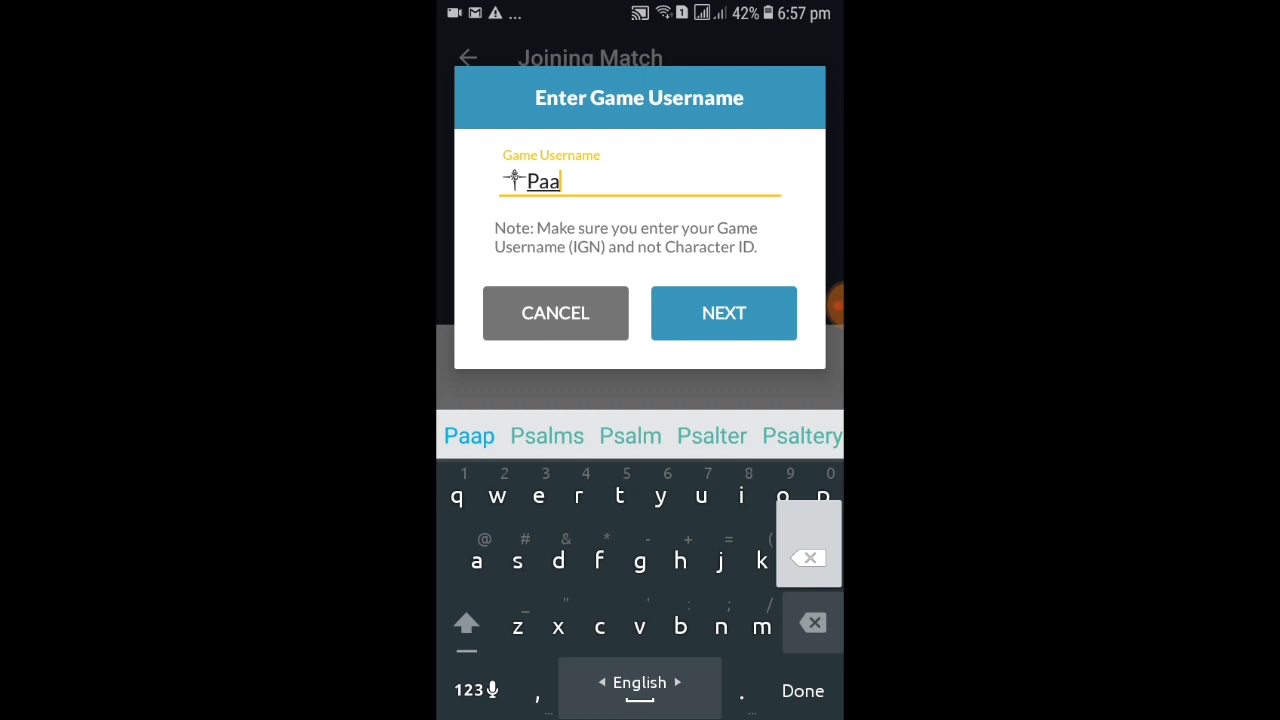 ... 1 42% 6:57 pm
Joining Match
Enter Game Username
Game Username
༒Paa
Note: Make sure you enter your Game
Username (IGN) and not Character ID.
CANCEL NEXT
Paap Psalms Psalm Psalter Psaltery
1 2 3 4 5 6 7 8 9 0
q w e r t y u i o p
@ # & * - + = (
a s d f g h j k
_ " ' : ; /
z x c v b n m
123 , English . Done